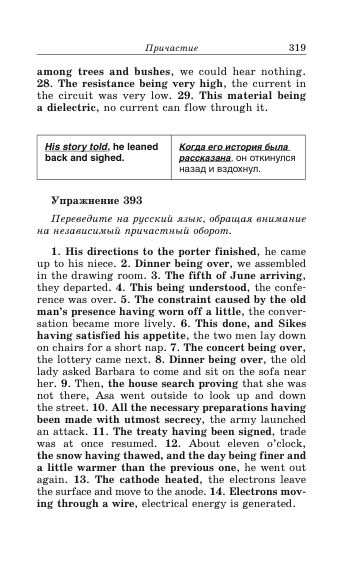 Причастие 319
among trees and bushes, we could hear nothing.
28. The resistance being very high, the current in
the circuit was very low. 29. This material being
a dielectric, no current can flow through it.
His story told, he leaned
back and sighed.
Когда его история была
рассказана, он откинулся
назад и вздохнул.
Упражнение 393
Переведите на русский язык, обращая внимание
на независимый причастный оборот.
1. His directions to the porter finished, he came
up to his niece. 2. Dinner being over, we assembled
in the drawing room. 3. The fifth of June arriving,
they departed. 4. This being understood, the confe-
rence was over. 5. The constraint caused by the old
man's presence having worn off a little, the conver-
sation became more lively. 6. This done, and Sikes
having satisfied his appetite, the two men lay down
on chairs for a short nap. 7. The concert being over,
the lottery came next. 8. Dinner being over, the old
lady asked Barbara to come and sit on the sofa near
her. 9. Then, the house search proving that she was
not there, Asa went outside to look up and down
the street. 10. All the necessary preparations having
been made with utmost secrecy, the army launched
an attack. 11. The treaty having been signed, trade
was at once resumed. 12. About eleven o'clock,
the snow having thawed, and the day being finer and
a little warmer than the previous one, he went out
again. 13. The cathode heated, the electrons leave
the surface and move to the anode. 14. Electrons mov-
ing through a wire, electrical energy is generated.